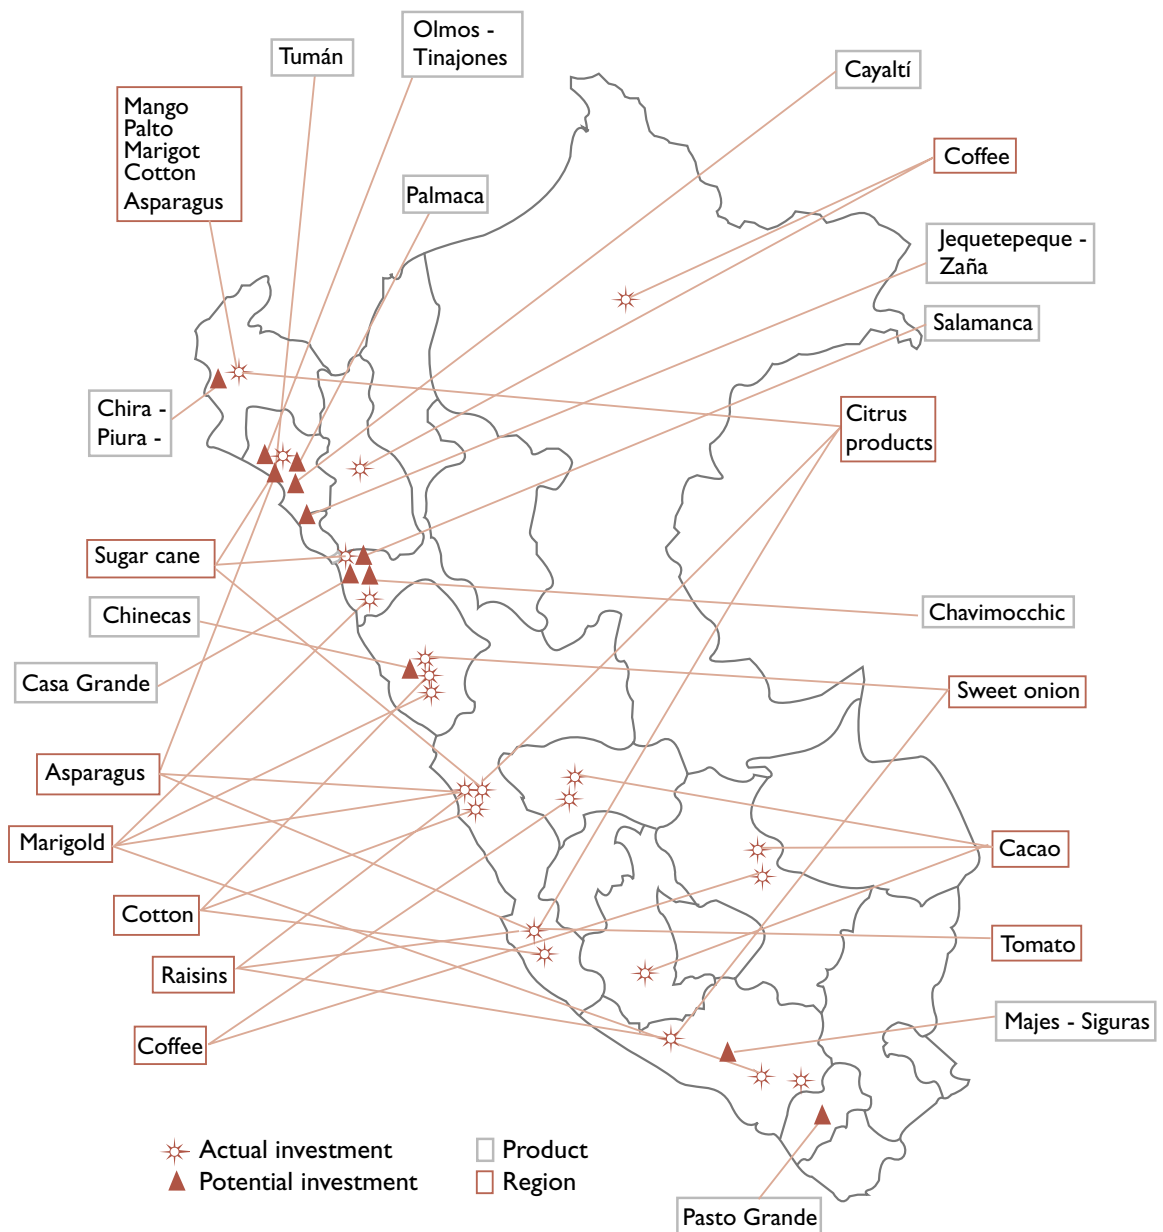 Olmos -
Tinajones
Tumán
Cayaltí
Mango
Palto
Marigot
Cotton
Asparagus
Coffee
Palmaca
Jequetepeque -
Zaña
Salamanca
Chira -
Piura -
Citrus
products
Sugar cane
Chinecas
Chavimocchic
Casa Grande
Sweet onion
Asparagus
Marigold
Cacao
Cotton
Tomato
Raisins
Majes - Siguras
Coffee
Actual investment
Product
Potential investment
Region
Pasto Grande